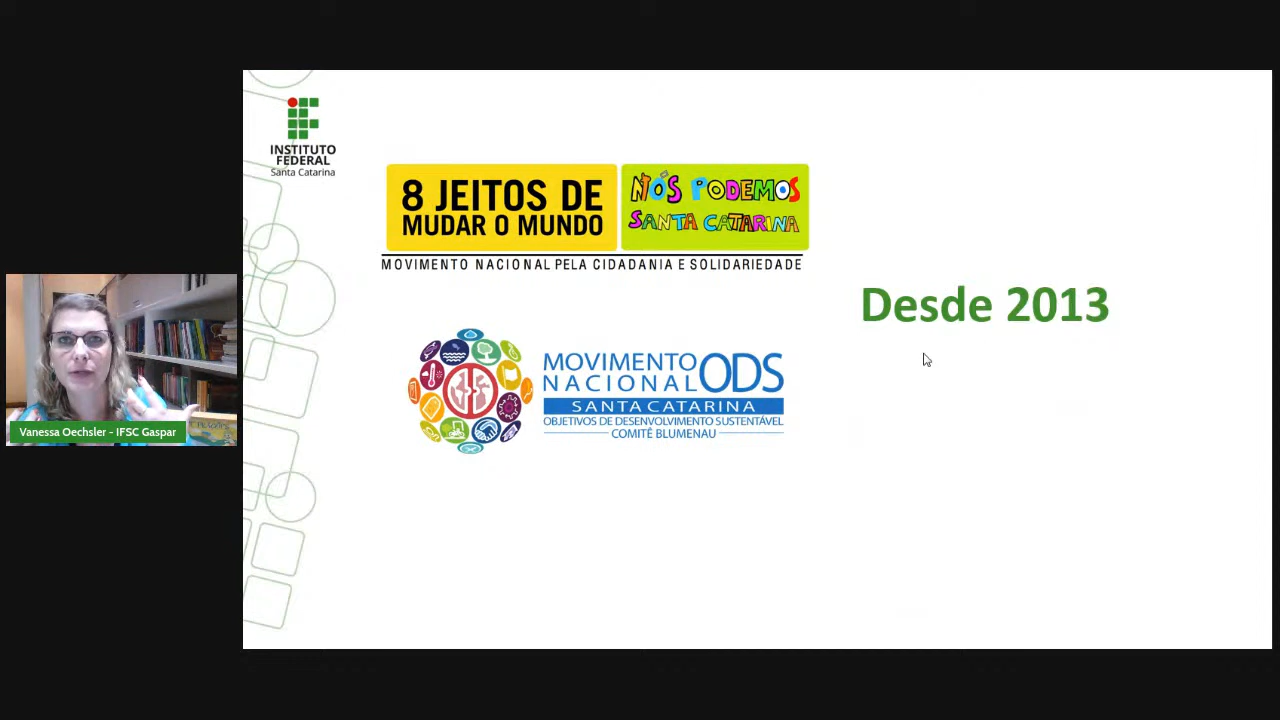 INSTITUTO
FEDERAL
Santa Catarina
8 JEITOS DE
MUDAR O MUNDO
NÓS PODEMOS
SANTA CATARINA
MOVIMENTO NACIONAL PELA CIDADANIA E SOLIDARIEDADE
Desde 2013
MOVIMENTO
NACIONAL ODS
SANTA CATARINA
OBJETIVOS DE DESENVOLVIMENTO SUSTENTÁVEL
COMITÊ BLUMENAU
Vanessa Oechsler - IFSC Gaspar